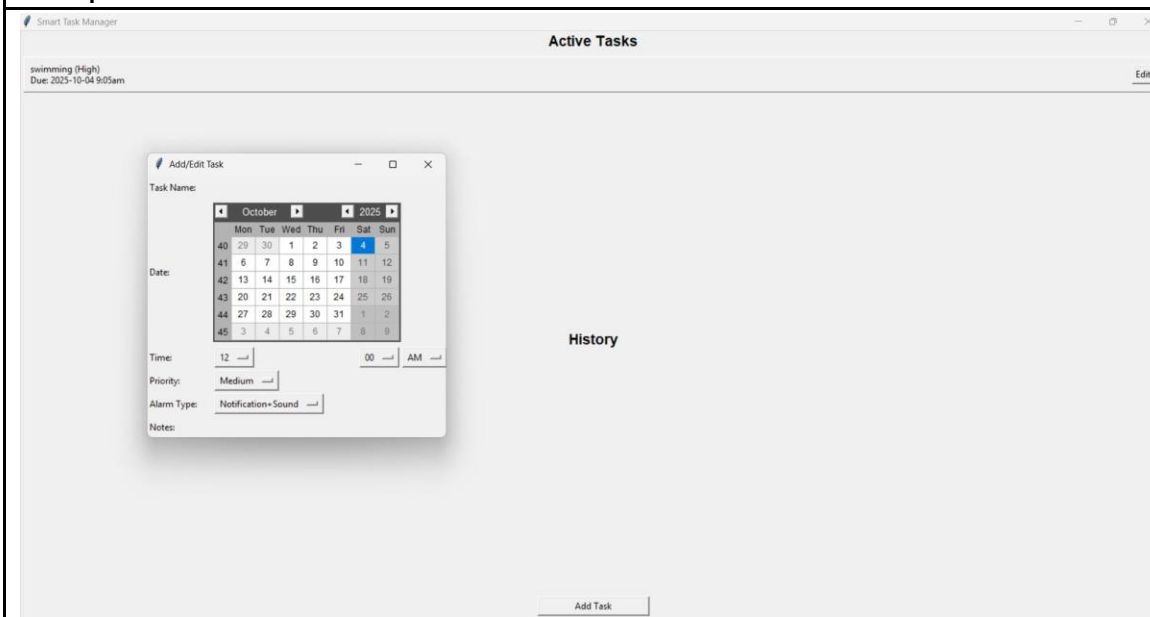 Smart Task Manager
Active Tasks
swimming (High)
Due: 2025-10-04 9:05am
Edit
Add/Edit Task
Task Name:
October 2025
Mon Tue Wed Thu Fri Sat Sun
40 29 30 1 2 3 4 5
41 6 7 8 9 10 11 12
Date:
42 13 14 15 16 17 18 19
43 20 21 22 23 24 25 26
44 27 28 29 30 31 1 2
45 3 4 5 6 7 8 9
History
Time: 12 00 AM
Priority: Medium
Alarm Type: Notification+Sound
Notes:
Add Task